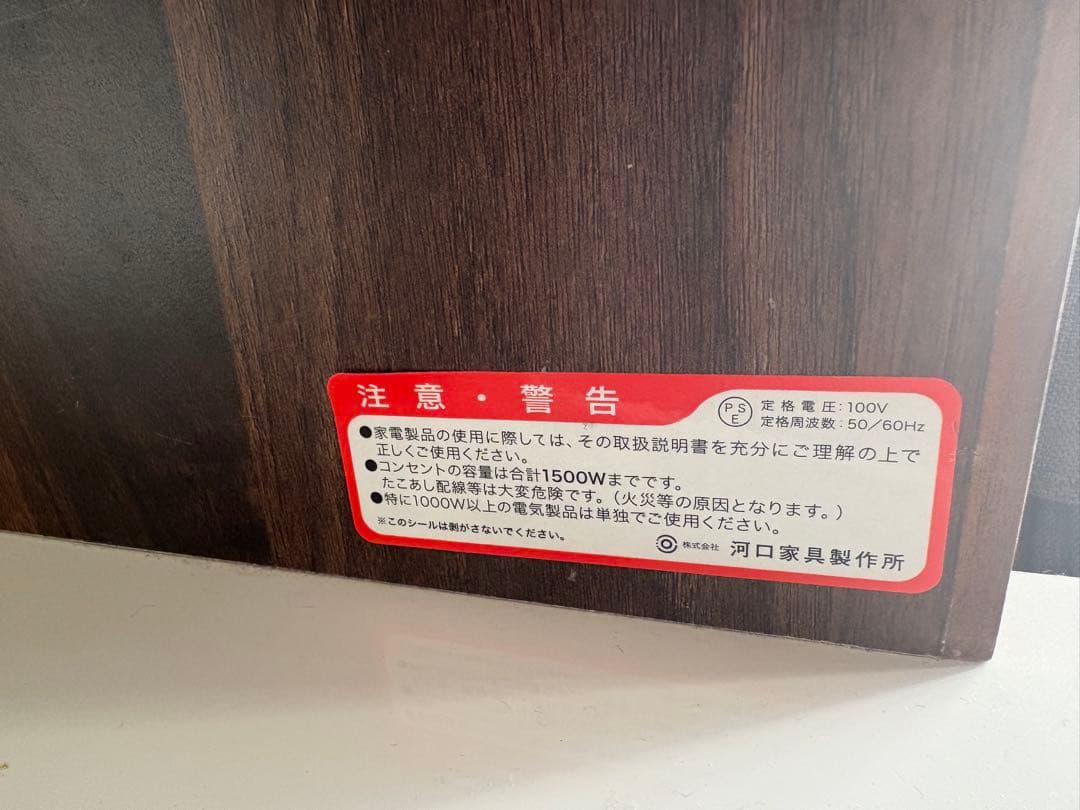 注意・警告
PSE
定格電圧:100V
定格周波数:50/60Hz
●家電製品の使用に際しては、その取扱説明書を充分にご理解の上で
正しくご使用ください。
●コンセントの容量は合計1500Wまでです。
たこあし配線等は大変危険です。(火災等の原因となります。)
●特に1000W以上の電気製品は単独でご使用ください。
※このシールは剥がさないでください。
株式会社 河口家具製作所